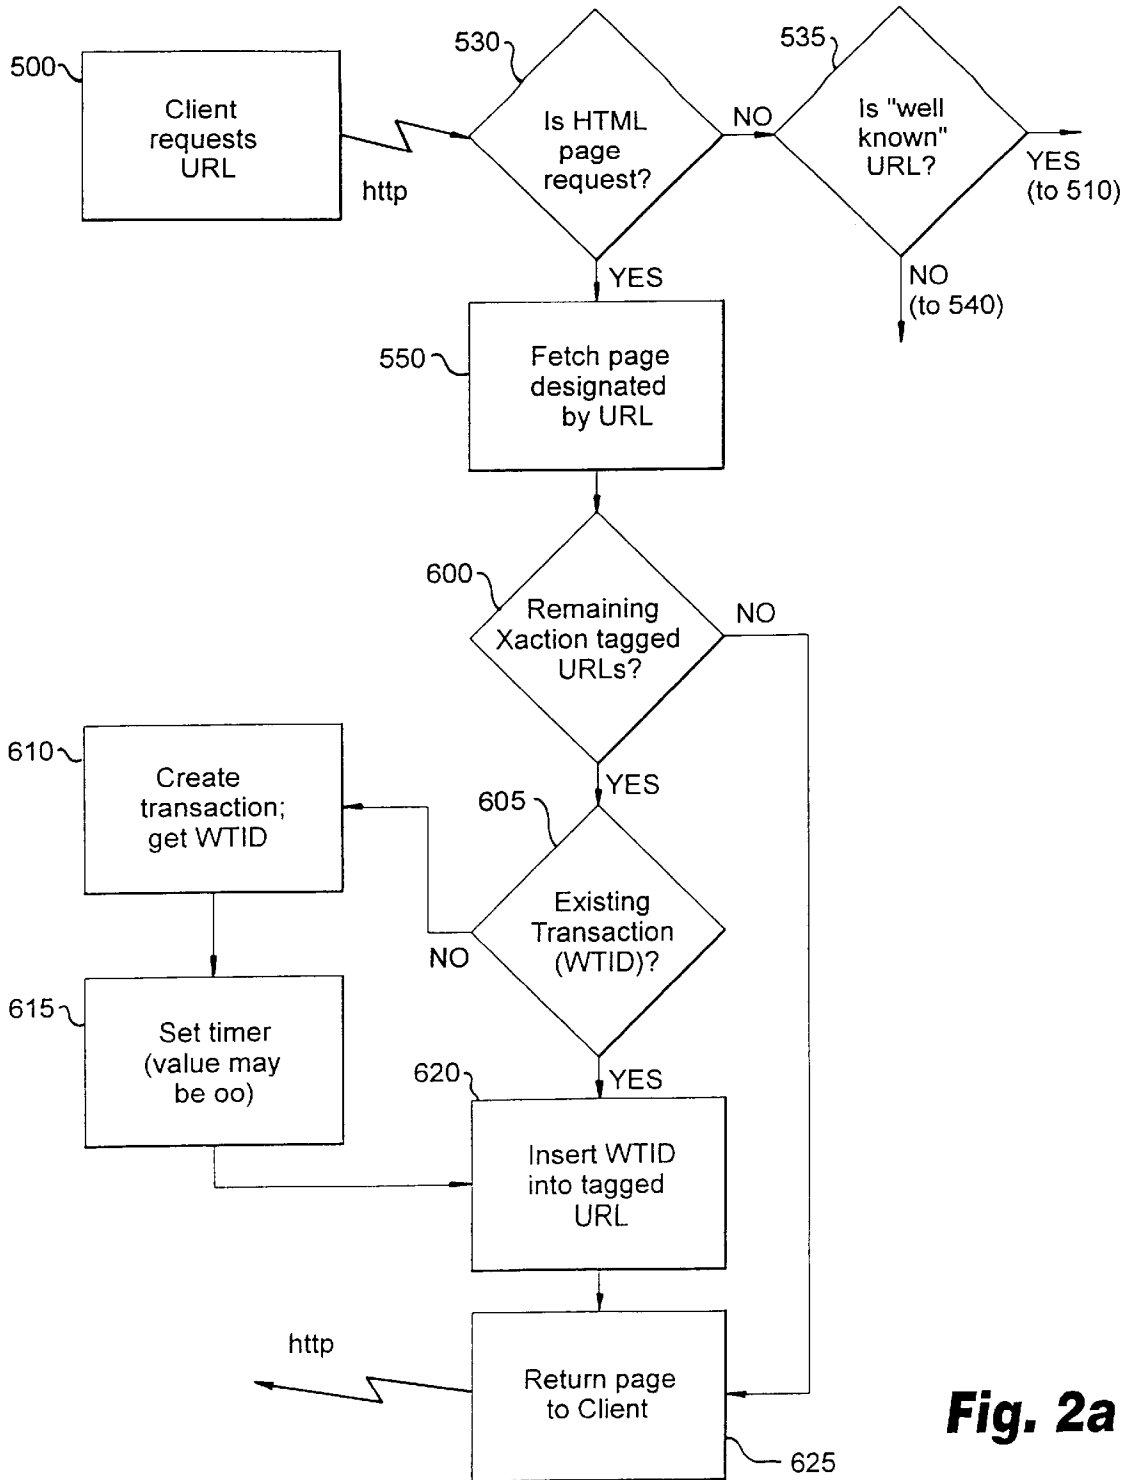 500
Client
requests
URL
http
530
Is HTML
page
request?
NO
535
Is "well
known"
URL?
YES
(to 510)
NO
(to 540)
YES
550
Fetch page
designated
by URL
600
Remaining
Xaction tagged
URLs?
NO
YES
605
Existing
Transaction
(WTID)?
NO
610
Create
transaction;
get WTID
615
Set timer
(value may
be oo)
YES
620
Insert WTID
into tagged
URL
http
Return page
to Client
625
Fig. 2a